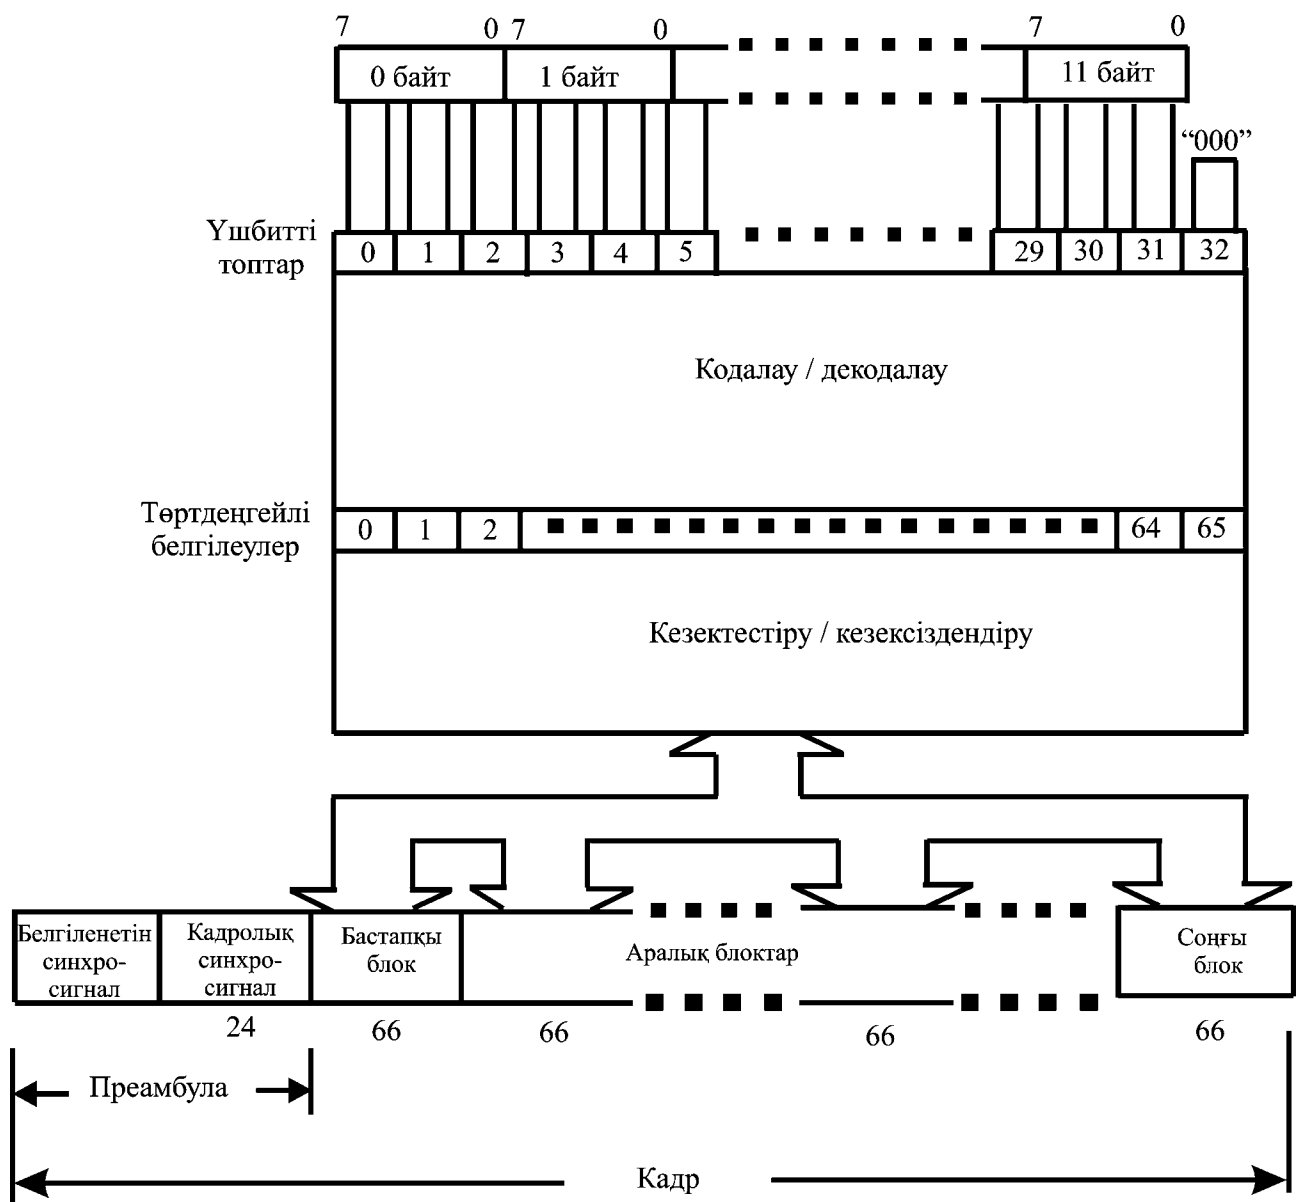 7 0 7 0 7 0
0 байт 1 байт 11 байт
“000”
Үшбитті
топтар
0 1 2 3 4 5 29 30 31 32
Кодалау / декодалау
Төртдеңгейлі
белгілеулер
0 1 2 64 65
Кезектестіру / кезексіздендіру
Белгіленетін
синхро-
сигнал
Кадролық
синхро-
сигнал
Бастапқы
блок
Аралық блоктар
Соңғы
блок
24 66 66 66 66
Преамбула
Кадр